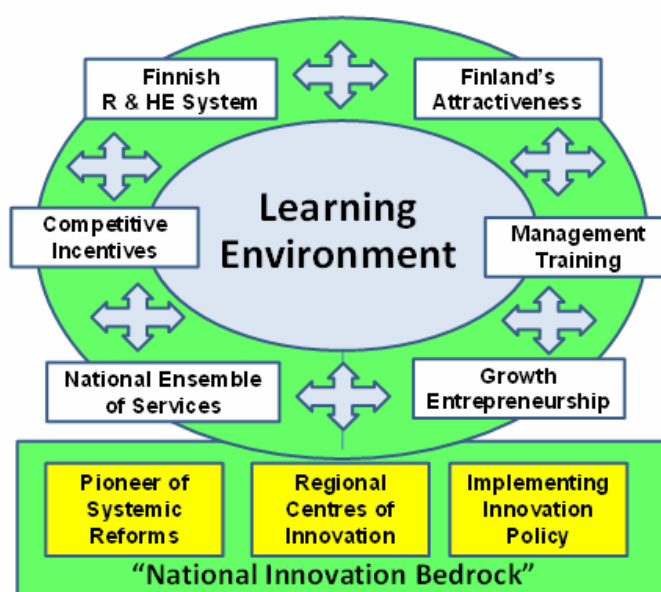 Finnish
R & HE System
Finland's
Attractiveness
Learning
Environment
Competitive
Incentives
Management
Training
National Ensemble
of Services
Growth
Entrepreneurship
Pioneer of
Systemic
Reforms
Regional
Centres of
Innovation
Implementing
Innovation
Policy
“National Innovation Bedrock”